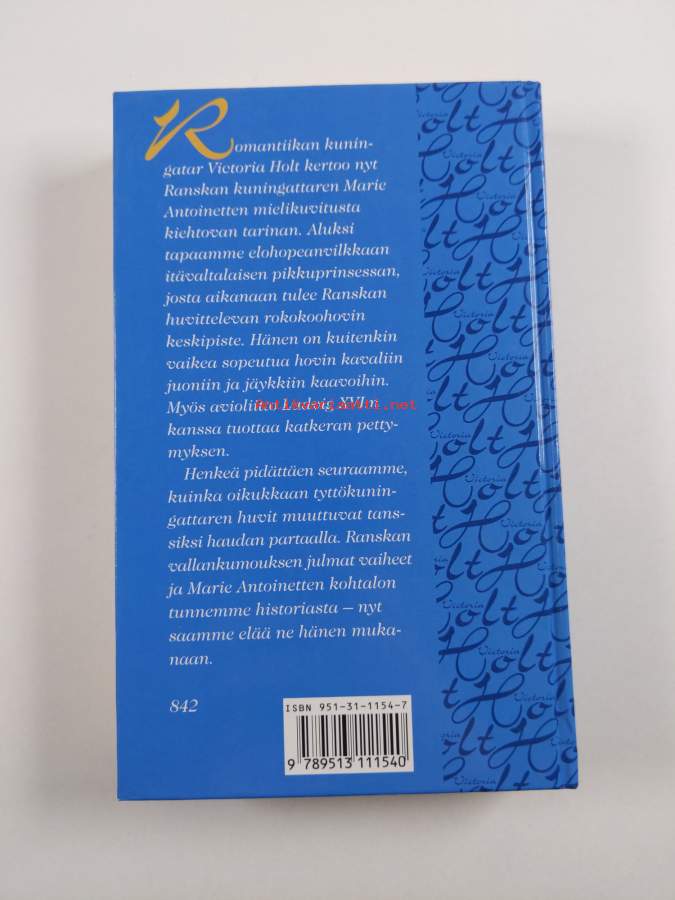 Romantiikan kunin-
gatar Victoria Holt kertoo nyt
Ranskan kuningattaren Marie
Antoinetten mielikuvitusta
kiehtovan tarinan. Aluksi
tapaamme elohopeanvilkkaan
itävaltalaisen pikkuprinsessan,
josta aikanaan tulee Ranskan
huvittelevan rokokoohovin
keskipiste. Hänen on kuitenkin
vaikea sopeutua hovin kavaliin
juoniin ja jäykkiin kaavoihin.
Myös avioliitto Ludvig XVI:n
kanssa tuottaa katkeran petty-
myksen.
Henkeä pidättäen seuraamme,
kuinka oikukkaan tyttökunin-
gattaren huvit muuttuvat tans-
siksi haudan partaalla. Ranskan
vallankumouksen julmat vaiheet
ja Marie Antoinetten kohtalon
tunnemme historiasta – nyt
saamme elää ne hänen muka-
naan.
842
ISBN 951-31-1154-7
9 789513 111540
Victoria Holt